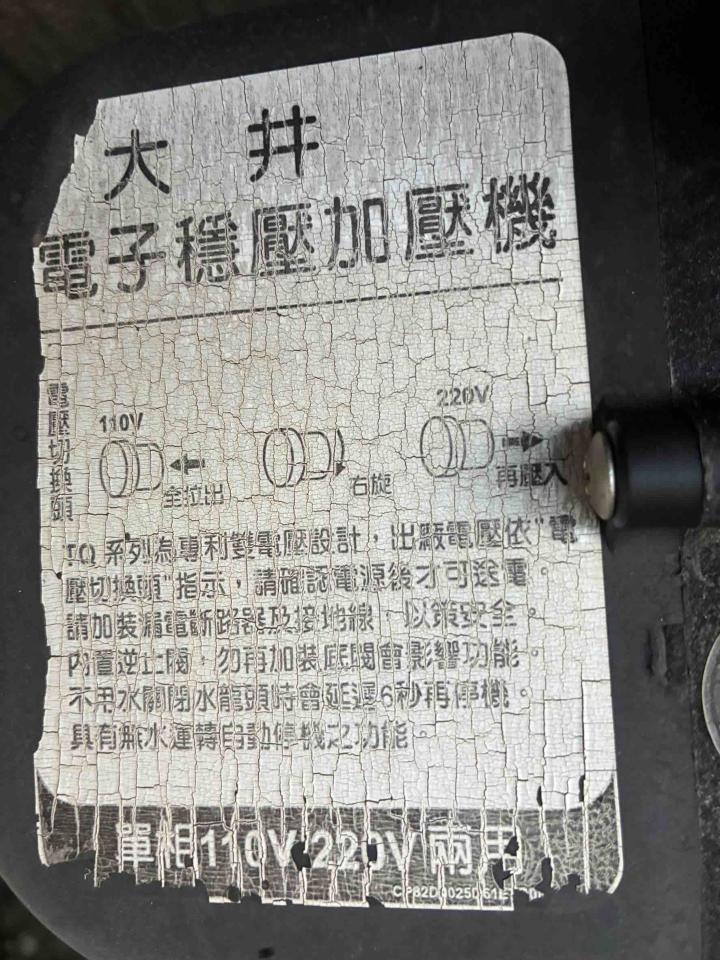 大井
電子穩壓加壓機
電壓切換頭
110V
220V
全拉出
右旋
再壓入
TQ 系列為專利雙電壓設計，出廠電壓依"電
壓切換頭"指示，請確認電源後才可送電。
請加裝漏電斷路器及接地線，以策安全。
內置逆止閥，勿再加裝底閥會影響功能。
不用水關閉水龍頭時會延遲6秒再停機。
具有無水運轉自動停機之功能。
單相110V/220V兩用